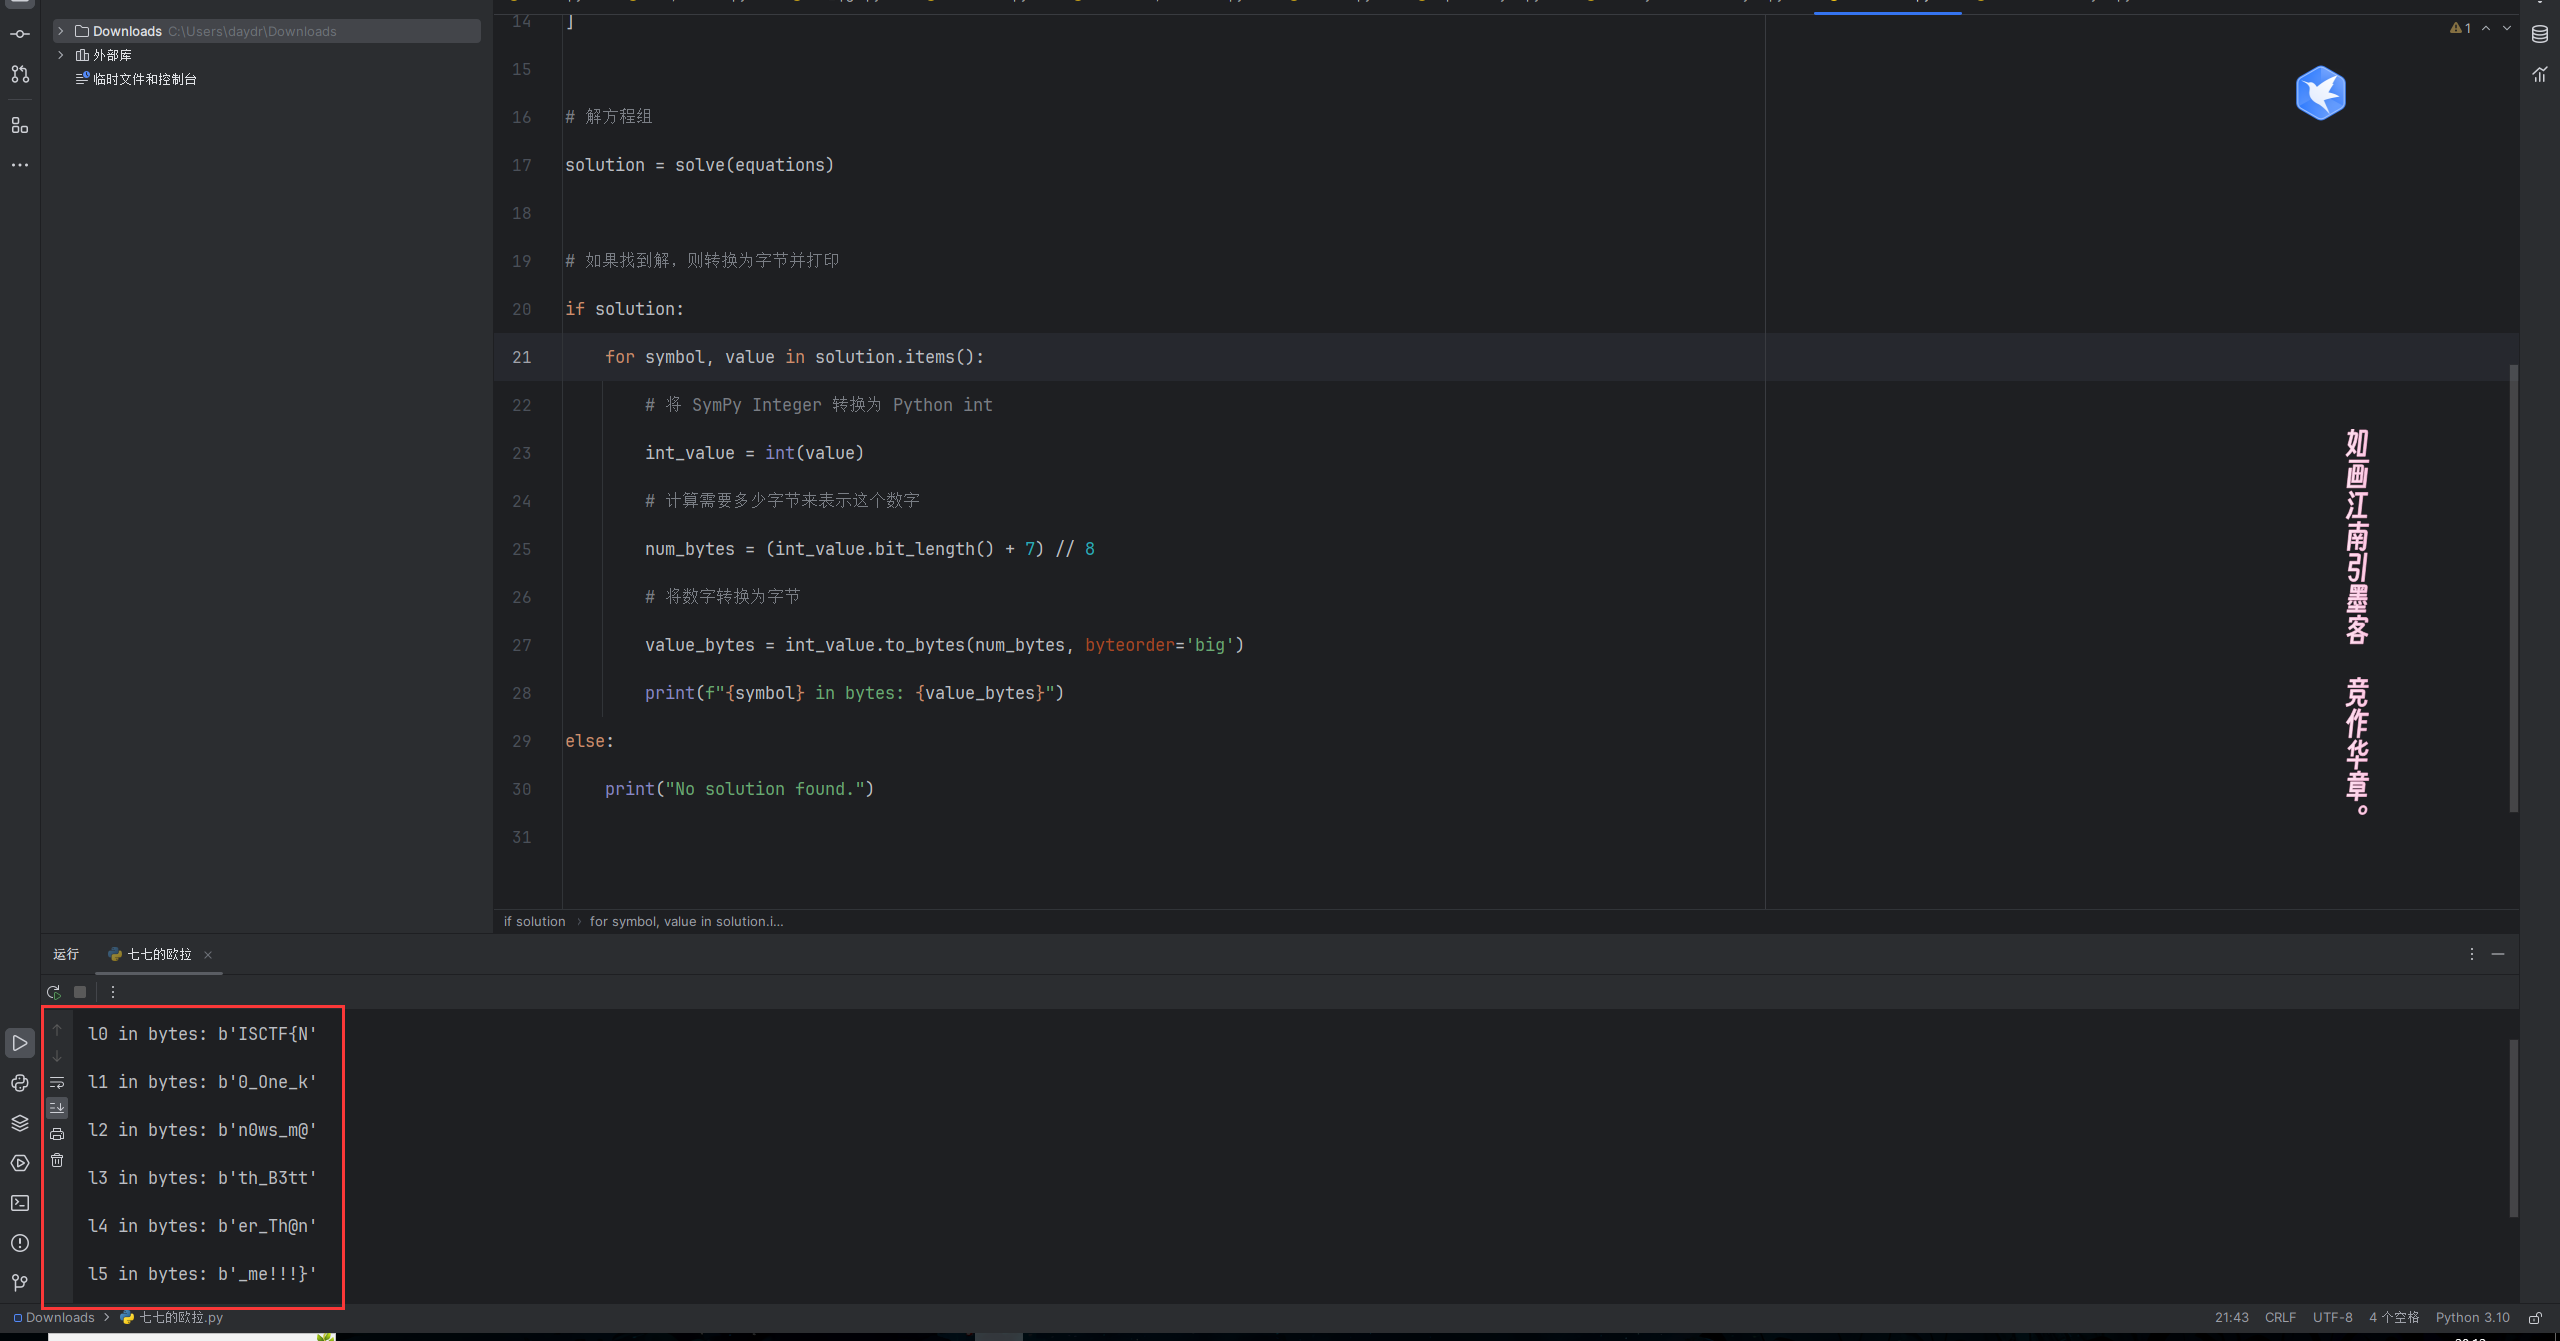 Downloads C:\Users\daydr\Downloads
外部库
临时文件和控制台
14 ]
15
16 # 解方程组
17 solution = solve(equations)
18
19 # 如果找到解，则转换为字节并打印
20 if solution:
21 for symbol, value in solution.items():
22 # 将 SymPy Integer 转换为 Python int
23 int_value = int(value)
24 # 计算需要多少字节来表示这个数字
25 num_bytes = (int_value.bit_length() + 7) // 8
26 # 将数字转换为字节
27 value_bytes = int_value.to_bytes(num_bytes, byteorder='big')
28 print(f"{symbol} in bytes: {value_bytes}")
29 else:
30 print("No solution found.")
31
1
如画江南引墨客 竞作华章。
if solution › for symbol, value in solution.i...
运行 七七的欧拉 ×
l0 in bytes: b'ISCTF{N'
l1 in bytes: b'0_One_k'
l2 in bytes: b'n0ws_m@'
l3 in bytes: b'th_B3tt'
l4 in bytes: b'er_Th@n'
l5 in bytes: b'_me!!!}'
Downloads > 七七的欧拉.py
21:43 CRLF UTF-8 4 个空格 Python 3.10